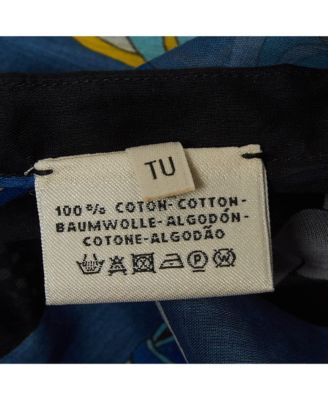 TU
100% COTON-COTTON-
BAUMWOLLE-ALGODÓN-
COTONE-ALGODÃO